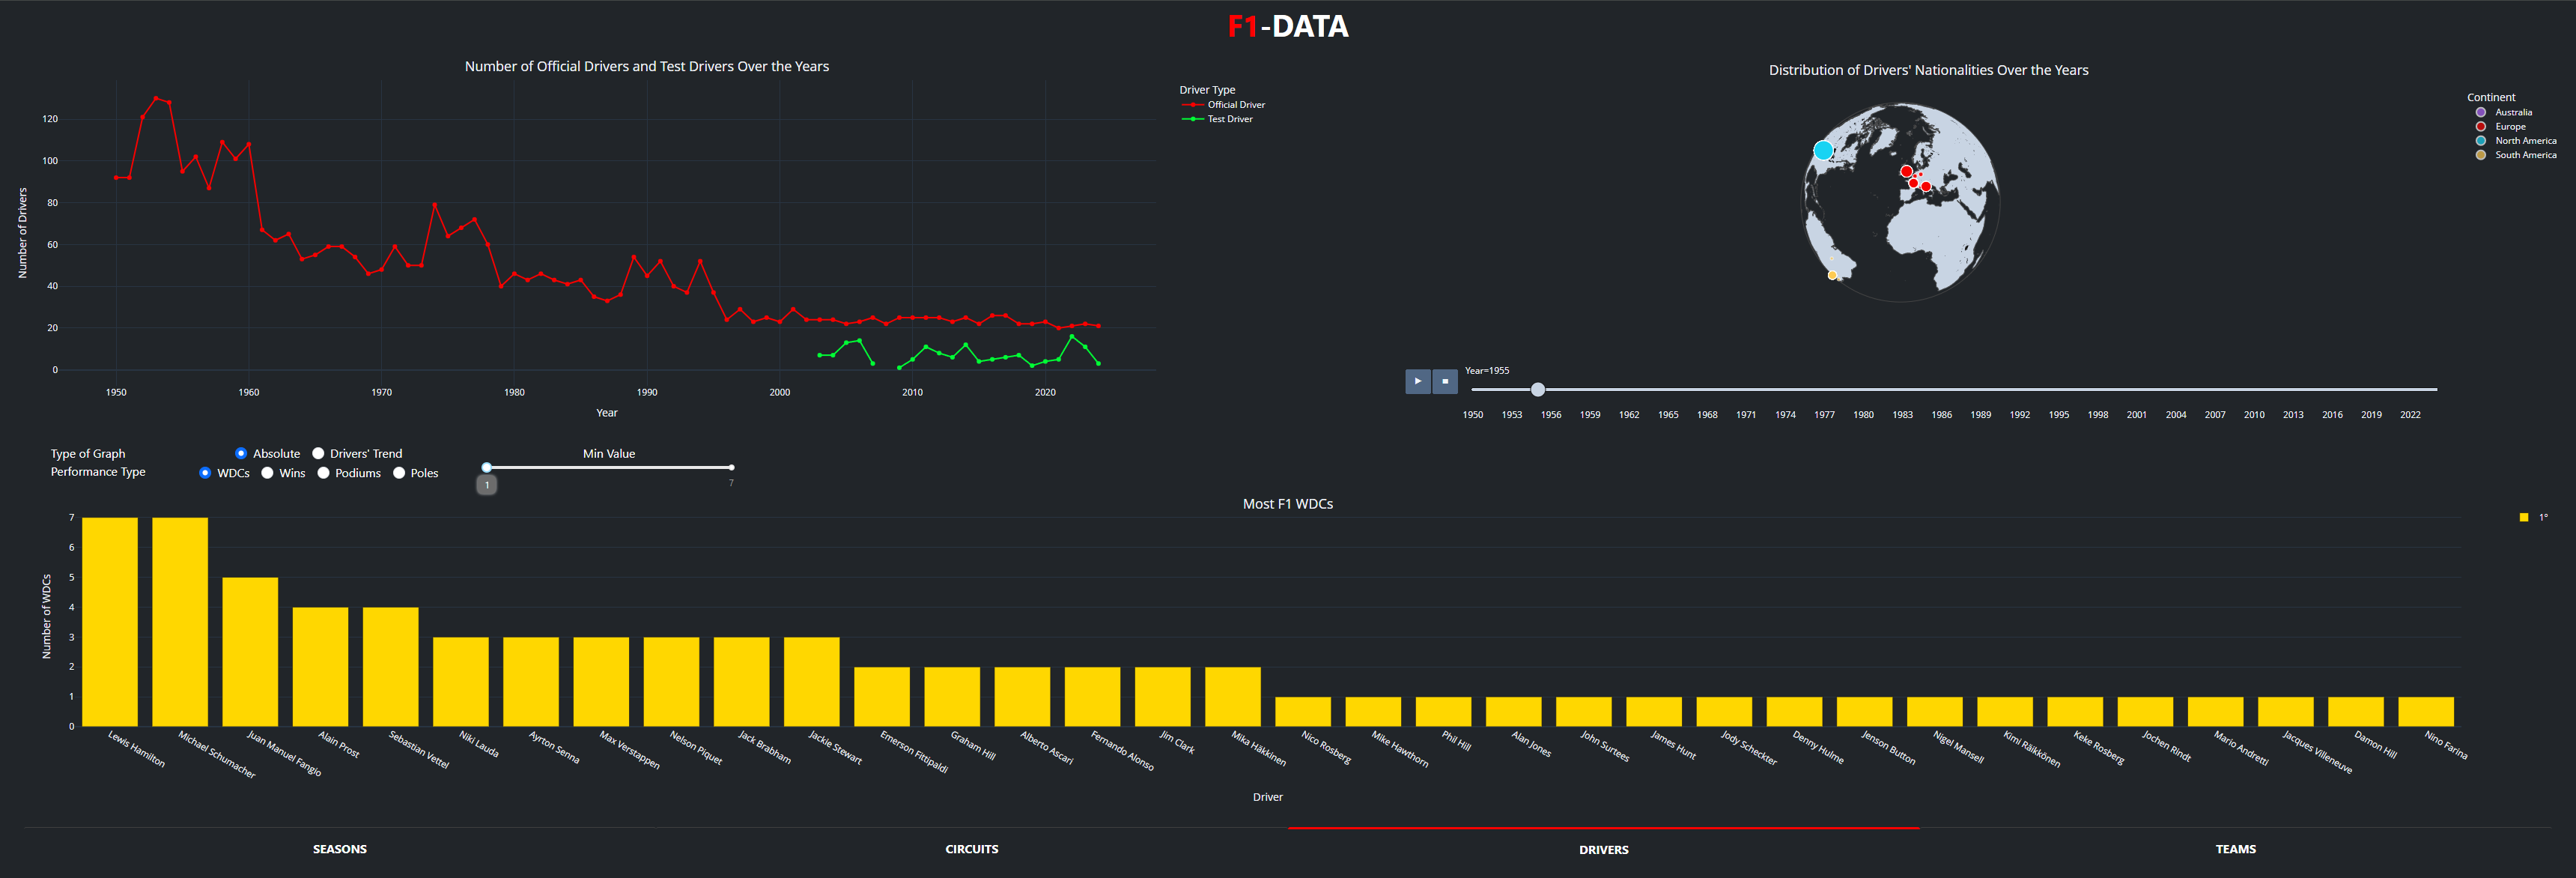 F1-DATA
Number of Official Drivers and Test Drivers Over the Years
Number of Drivers
120
100
80
60
40
20
0
1950 1960 1970 1980 1990 2000 2010 2020
Year
Driver Type
Official Driver
Test Driver
Distribution of Drivers' Nationalities Over the Years
Continent
Australia
Europe
North America
South America
Year=1955
1950 1953 1956 1959 1962 1965 1968 1971 1974 1977 1980 1983 1986 1989 1992 1995 1998 2001 2004 2007 2010 2013 2016 2019 2022
Type of Graph Absolute Drivers' Trend
Performance Type WDCs Wins Podiums Poles
Min Value
1 7
Most F1 WDCs
1°
Number of WDCs
7
6
5
4
3
2
1
0
Lewis Hamilton
Michael Schumacher
Juan Manuel Fangio
Alain Prost
Sebastian Vettel
Niki Lauda
Ayrton Senna
Max Verstappen
Nelson Piquet
Jack Brabham
Jackie Stewart
Emerson Fittipaldi
Graham Hill
Alberto Ascari
Fernando Alonso
Jim Clark
Mika Häkkinen
Nico Rosberg
Mike Hawthorn
Phil Hill
Alan Jones
John Surtees
James Hunt
Jody Scheckter
Denny Hulme
Jenson Button
Nigel Mansell
Kimi Räikkönen
Keke Rosberg
Jochen Rindt
Mario Andretti
Jacques Villeneuve
Damon Hill
Nino Farina
Driver
SEASONS CIRCUITS DRIVERS TEAMS